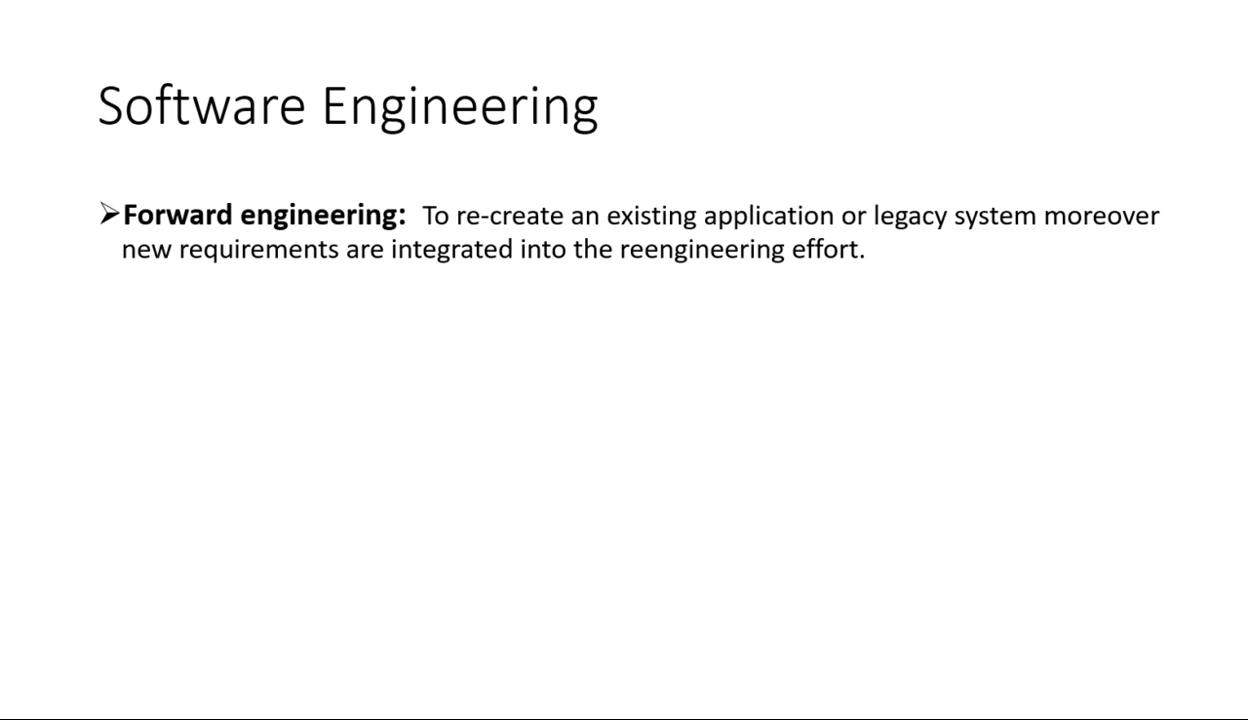 Software Engineering
➢Forward engineering: To re-create an existing application or legacy system moreover
new requirements are integrated into the reengineering effort.